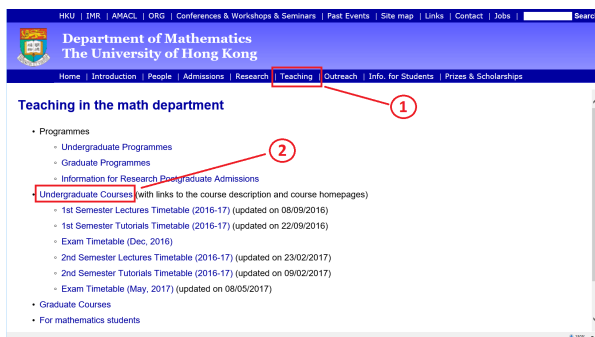 HKU | IMR | AMACL | ORG | Conferences & Workshops & Seminars | Past Events | Site map | Links | Contact | Jobs | Searc
Department of Mathematics
The University of Hong Kong
Home | Introduction | People | Admissions | Research | Teaching | Outreach | Info. for Students | Prizes & Scholarships
1
Teaching in the math department
• Programmes
◦ Undergraduate Programmes
2
◦ Graduate Programmes
◦ Information for Research Postgraduate Admissions
• Undergraduate Courses (with links to the course description and course homepages)
◦ 1st Semester Lectures Timetable (2016-17) (updated on 08/09/2016)
◦ 1st Semester Tutorials Timetable (2016-17) (updated on 22/09/2016)
◦ Exam Timetable (Dec, 2016)
◦ 2nd Semester Lectures Timetable (2016-17) (updated on 23/02/2017)
◦ 2nd Semester Tutorials Timetable (2016-17) (updated on 09/02/2017)
◦ Exam Timetable (May, 2017) (updated on 08/05/2017)
• Graduate Courses
• For mathematics students